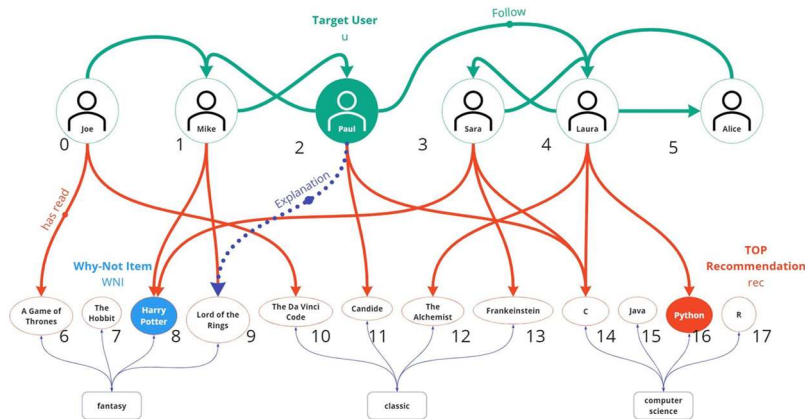 Target User
u
Follow
Joe
Mike
Paul
Sara
Laura
Alice
0
1
2
3
4
5
has read
Explanation
Why-Not Item
WNI
TOP
Recommendation
rec
A Game of
Thrones
The
Hobbit
Harry
Potter
Lord of the
Rings
The Da Vinci
Code
Candide
The
Alchemist
Frankeinstein
C
Java
Python
R
6
7
8
9
10
11
12
13
14
15
16
17
fantasy
classic
computer
science